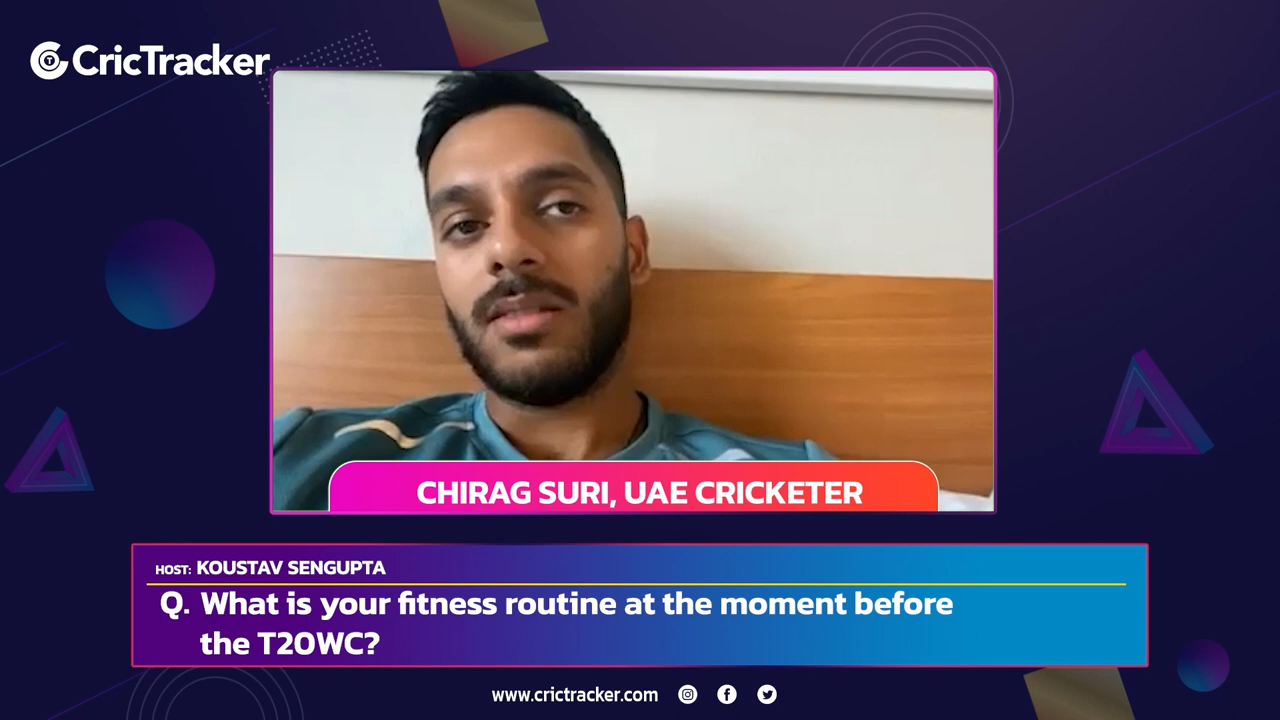 CricTracker
CHIRAG SURI, UAE CRICKETER
HOST: KOUSTAV SENGUPTA
Q. What is your fitness routine at the moment before
the T20WC?
www.crictracker.com